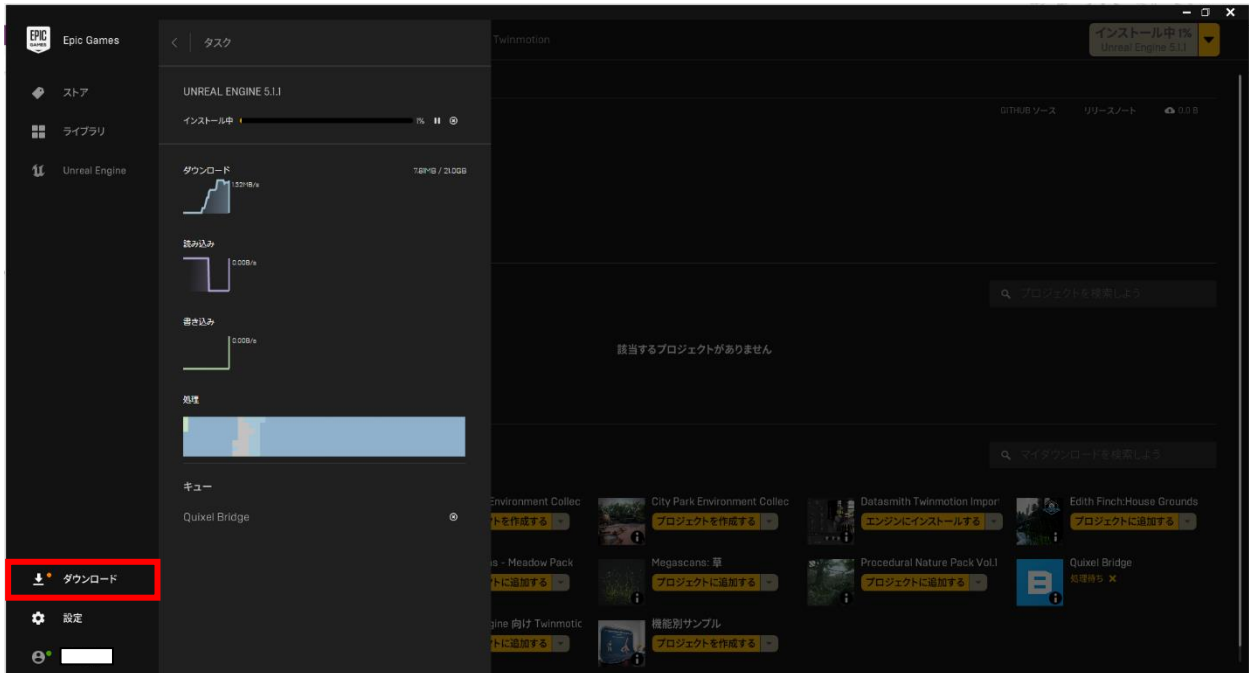 EPIC
GAMES
Epic Games
ストア
ライブラリ
Unreal Engine
ダウンロード
設定
タスク
UNREAL ENGINE 5.1.1
インストール中
1%
ダウンロード
7.81MB / 21.0GB
1.52MB/s
読み込み
0.00B/s
書き込み
0.00B/s
処理
キュー
Quixel Bridge
Twinmotion
インストール中 1%
Unreal Engine 5.1.1
GITHUB ソース
リリースノート
0.0 B
プロジェクトを検索しよう
該当するプロジェクトがありません
マイダウンロードを検索しよう
Environment Collec
トを作成する
City Park Environment Collec
プロジェクトを作成する
Datasmith Twinmotion Impor
エンジンにインストールする
Edith Finch:House Grounds
プロジェクトに追加する
s - Meadow Pack
トに追加する
Megascans: 草
プロジェクトに追加する
Procedural Nature Pack Vol.1
プロジェクトに追加する
Quixel Bridge
処理待ち
gine 向け Twinmotic
トに追加する
機能別サンプル
プロジェクトを作成する